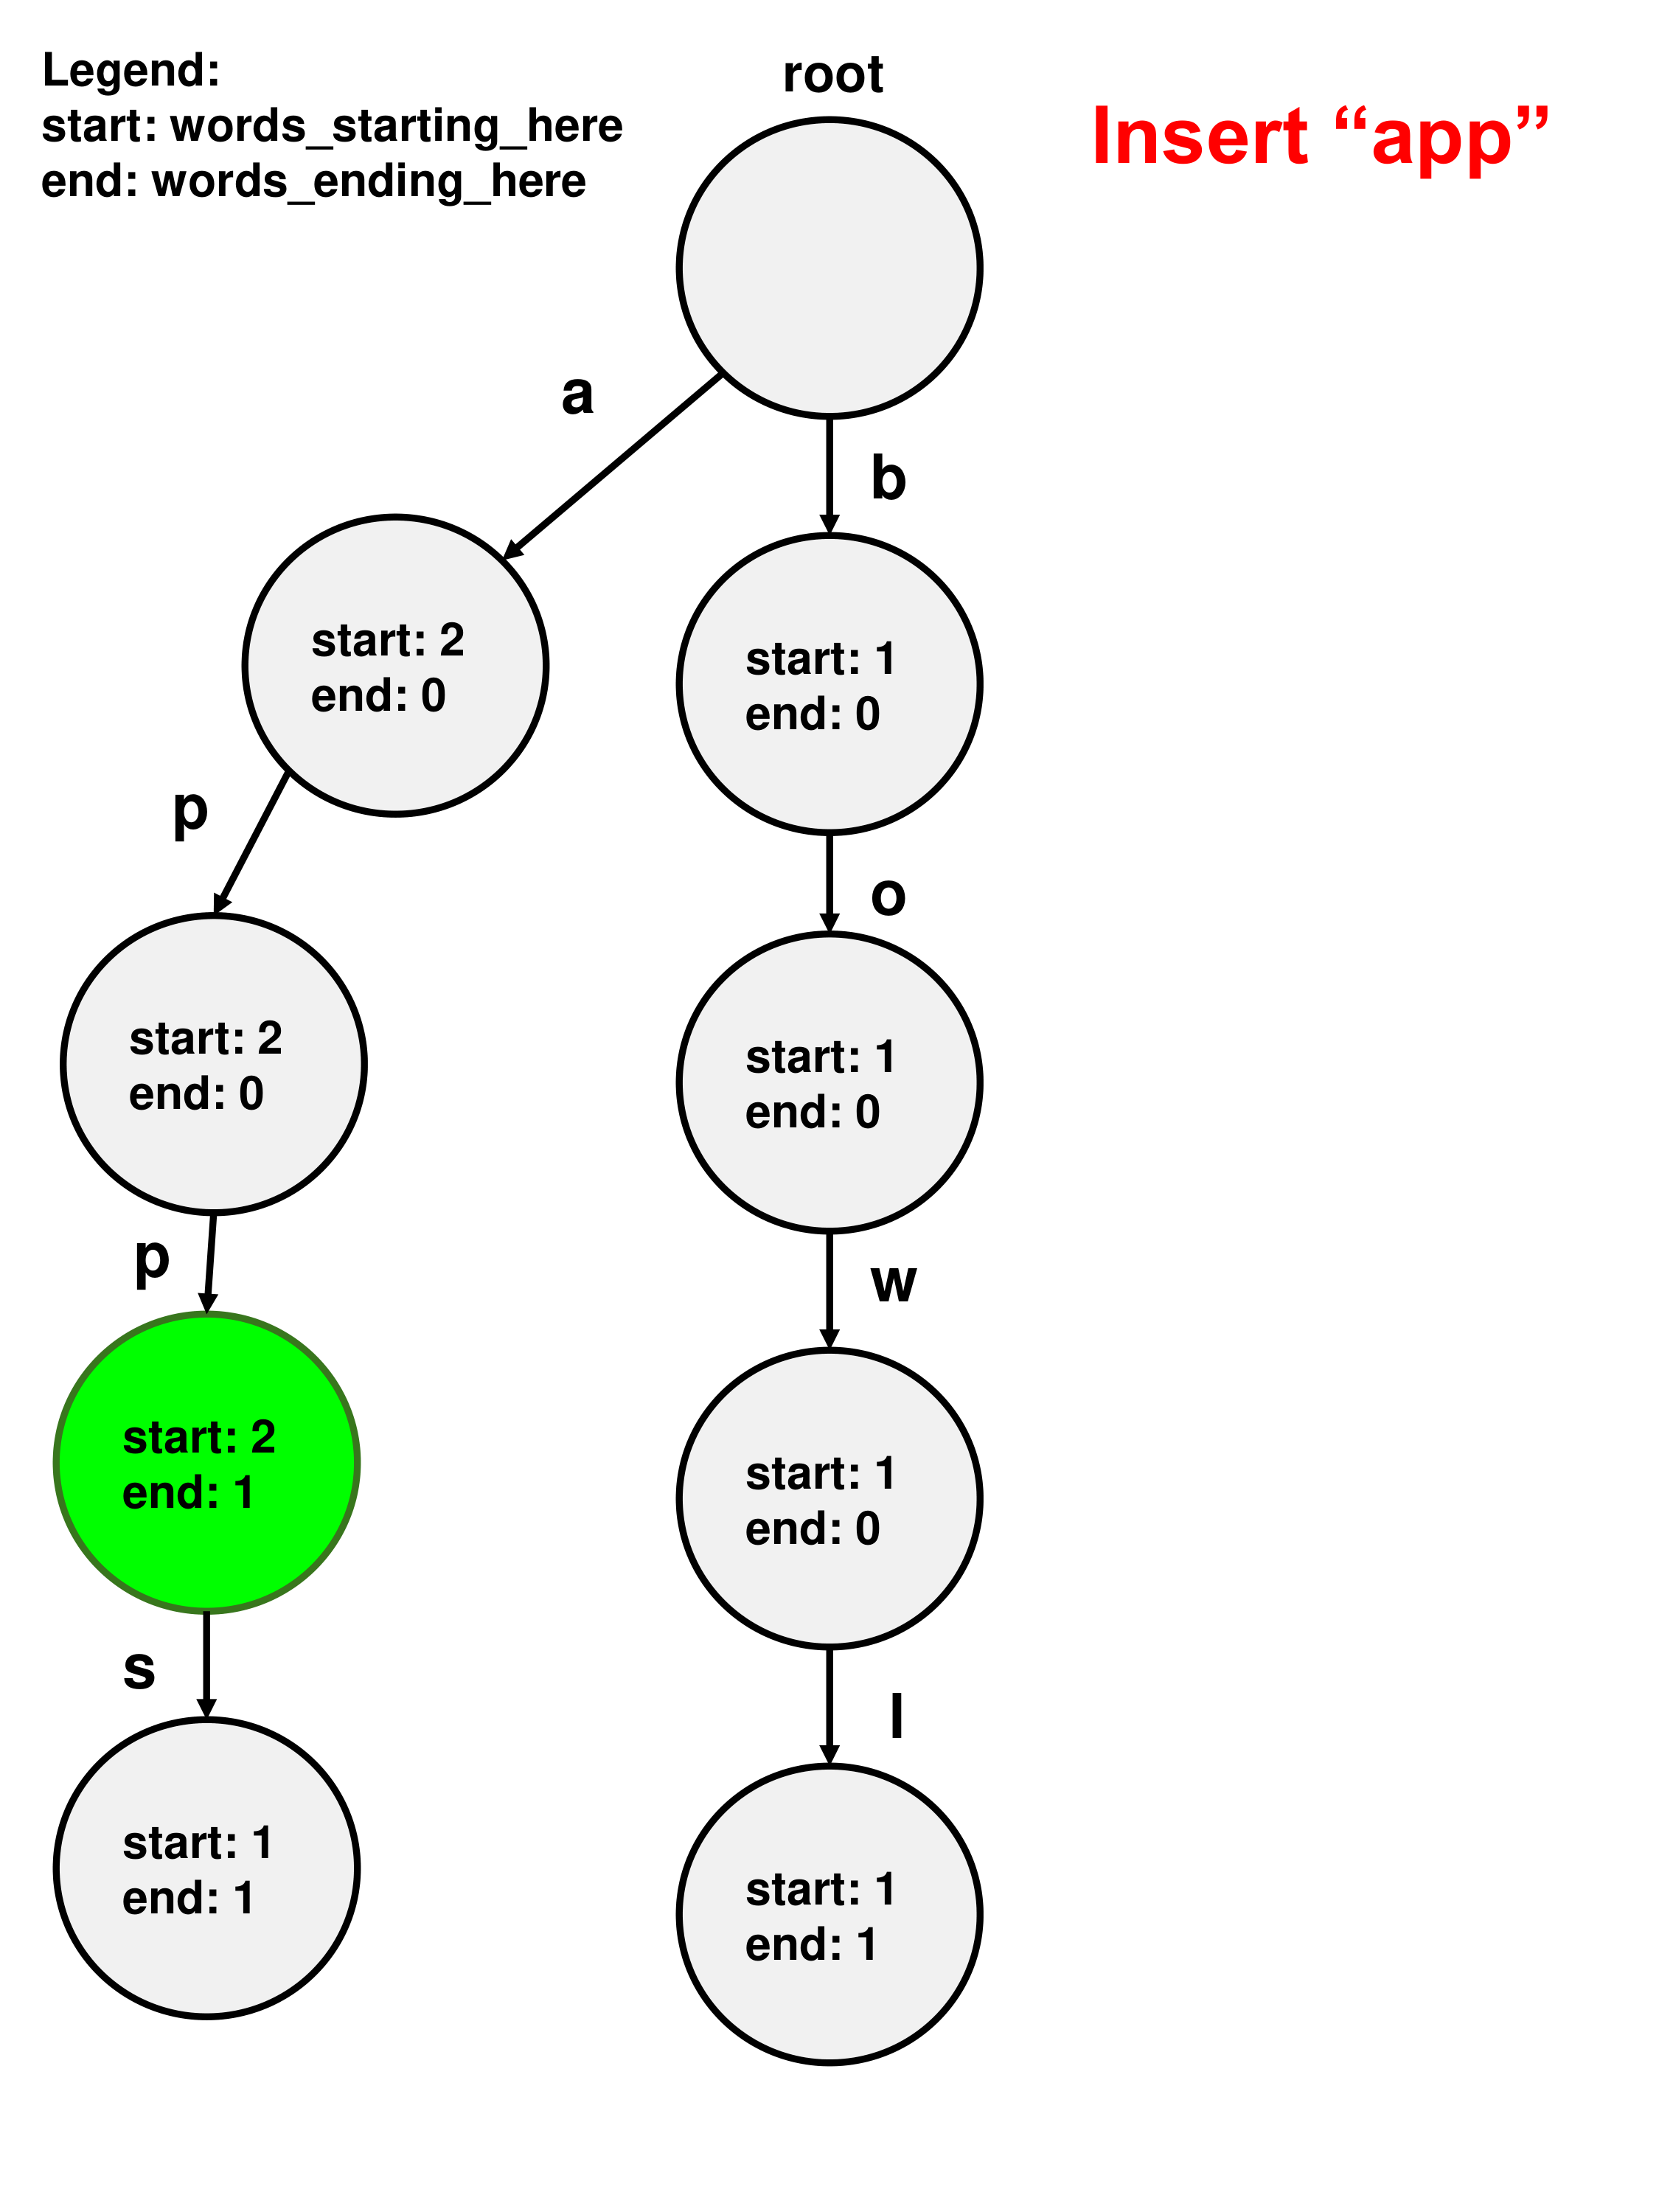 Legend:
start: words_starting_here
end: words_ending_here
root
Insert “app”
a
b
start: 2
end: 0
start: 1
end: 0
p
o
start: 2
end: 0
start: 1
end: 0
p
w
start: 2
end: 1
start: 1
end: 0
s
l
start: 1
end: 1
start: 1
end: 1